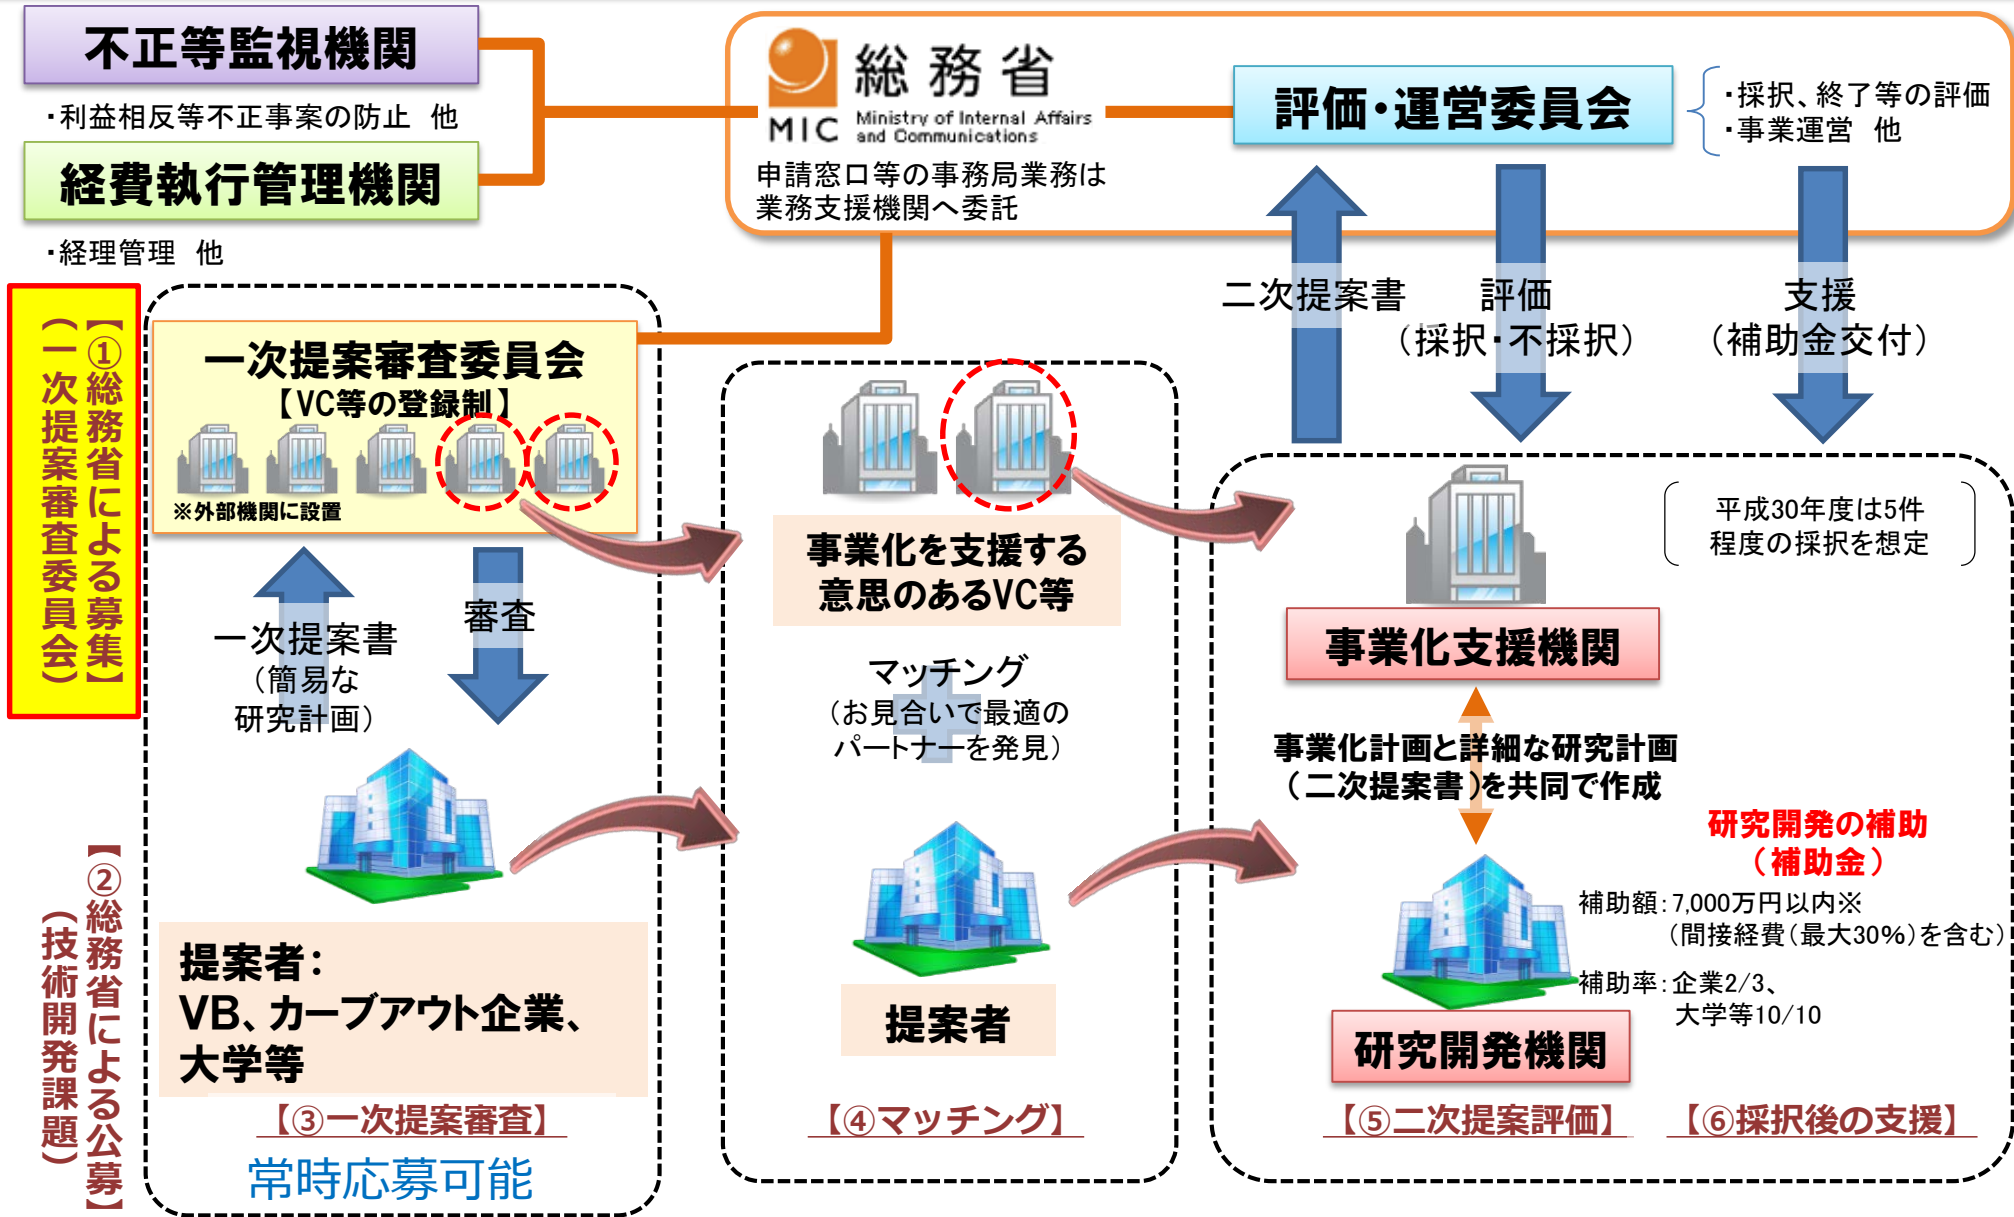 不正等監視機関
・利益相反等不正事案の防止 他
経費執行管理機関
・経理管理 他
総務省
MIC
Ministry of Internal Affairs
and Communications
申請窓口等の事務局業務は
業務支援機関へ委託
評価・運営委員会
・採択、終了等の評価
・事業運営 他
二次提案書
評価
（採択・不採択）
支援
（補助金交付）
【①総務省による募集】
（一次提案審査委員会）
【②総務省による公募】
（技術開発課題）
一次提案審査委員会
【VC等の登録制】
※外部機関に設置
一次提案書
（簡易な
研究計画）
審査
提案者：
VB、カーブアウト企業、
大学等
【③一次提案審査】
常時応募可能
事業化を支援する
意思のあるVC等
マッチング
（お見合いで最適の
パートナーを発見）
提案者
【④マッチング】
平成30年度は5件
程度の採択を想定
事業化支援機関
事業化計画と詳細な研究計画
（二次提案書）を共同で作成
研究開発の補助
（補助金）
補助額：7,000万円以内※
（間接経費（最大30%）を含む）
補助率：企業2/3、
大学等10/10
研究開発機関
【⑤二次提案評価】
【⑥採択後の支援】